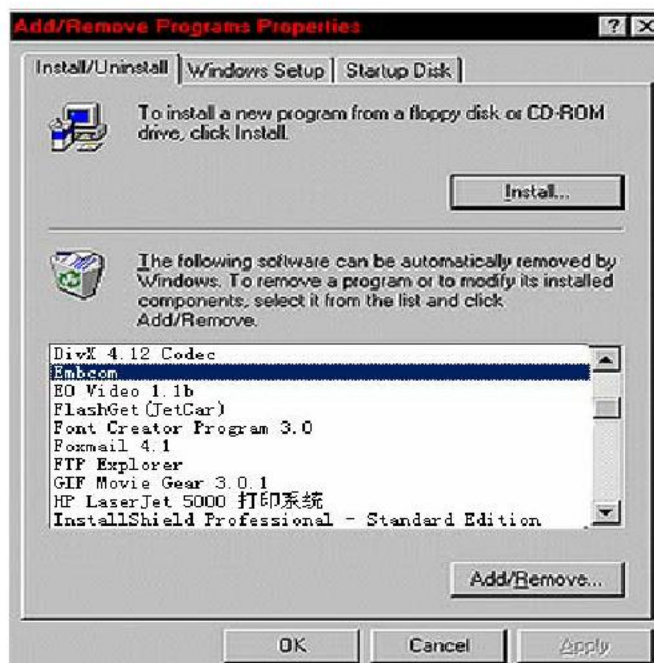 Add/Remove Programs Properties
Install/Uninstall
Windows Setup
Startup Disk
To install a new program from a floppy disk or CD-ROM
drive, click Install.
Install...
The following software can be automatically removed by
Windows. To remove a program or to modify its installed
components, select it from the list and click
Add/Remove.
DivX 4.12 Codec
Embcom
EO Video 1.1b
FlashGet(JetCar)
Font Creator Program 3.0
Foxmail 4.1
FTP Explorer
GIF Movie Gear 3.0.1
HP LaserJet 5000 打印系统
InstallShield Professional - Standard Edition
Add/Remove...
OK
Cancel
Apply